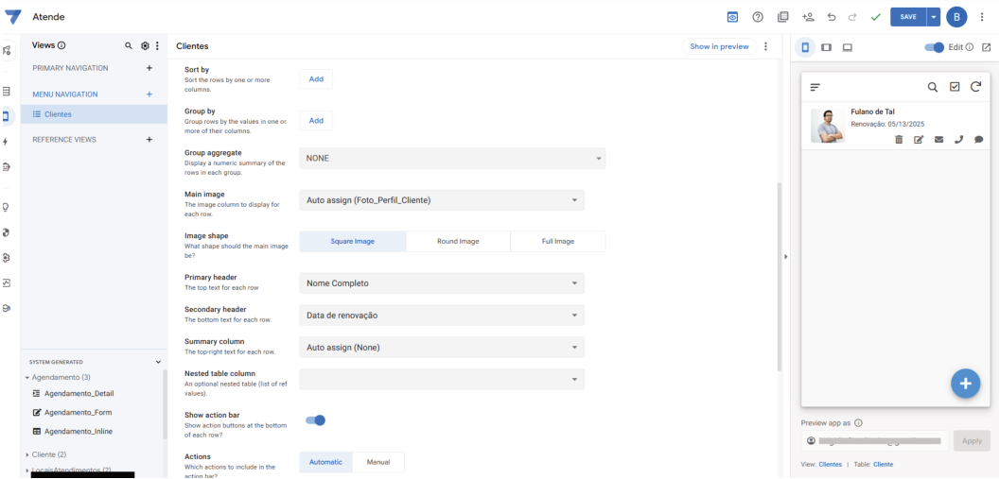 Atende
SAVE
B
Views
PRIMARY NAVIGATION +
MENU NAVIGATION +
Clientes
REFERENCE VIEWS +
SYSTEM GENERATED
Agendamento (3)
Agendamento_Detail
Agendamento_Form
Agendamento_Inline
Cliente (2)
LocaisAtendimentos (2)
Clientes
Show in preview
Sort by
Sort the rows by one or more
columns.
Add
Group by
Group rows by the values in one or
more of their columns.
Add
Group aggregate
Display a numeric summary of the
rows in each group.
NONE
Main image
The image column to display for
each row.
Auto assign (Foto_Perfil_Cliente)
Image shape
What shape should the main image
be?
Square Image
Round Image
Full Image
Primary header
The top text for each row
Nome Completo
Secondary header
The bottom text for each row.
Data de renovação
Summary column
The top-right text for each row.
Auto assign (None)
Nested table column
An optional nested table (list of ref
values).
Show action bar
Show action buttons at the bottom
of each row?
Actions
Which actions to include in the
action bar?
Automatic
Manual
Edit
Fulano de Tal
Renovação: 05/13/2025
+
Preview app as
Apply
View: Clientes | Table: Cliente